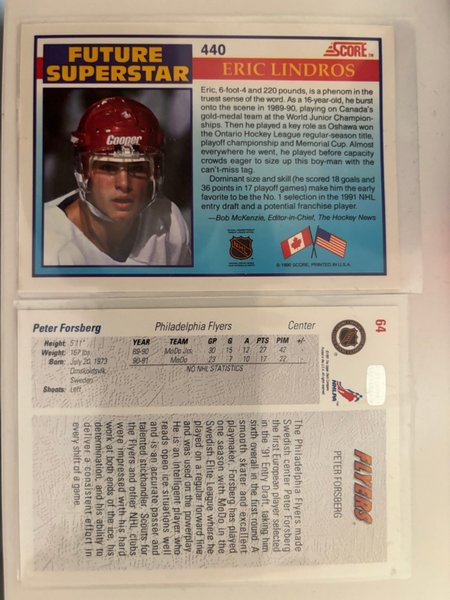 FUTURE
SUPERSTAR
440
SCORE™
ERIC LINDROS
Eric, 6-foot-4 and 220 pounds, is a phenom in the
truest sense of the word. As a 16-year-old, he burst
onto the scene in 1989-90, playing on Canada's
gold-medal team at the World Junior Champion-
ships. Then he played a key role as Oshawa won
the Ontario Hockey League regular-season title,
playoff championship and Memorial Cup. Almost
everywhere he went, he played before capacity
crowds eager to size up this boy-man with the
can't-miss tag.
Dominant size and skill (he scored 18 goals and
36 points in 17 playoff games) make him the early
favorite to be the No. 1 selection in the 1991 NHL
entry draft and a potential franchise player.
—Bob McKenzie, Editor-in-Chief, The Hockey News
Cooper
NHL
© 1990 SCORE, PRINTED IN U.S.A.
Peter Forsberg
Philadelphia Flyers
Center
64
Height: 5'11"
Weight: 167 lbs
Born: July 20, 1973
Ornskoldsvik,
Sweden
Shoots: Left
YEAR TEAM GP G A PTS PIM +/-
89-90 MoDo Jrs. 30 15 12 27 42 -
90-91 MoDo 23 7 10 17 22 -
NO NHL STATISTICS
NHLPA
FLYERS
PETER FORSBERG
The Philadelphia Flyers made
Swedish center Peter Forsberg
the first European player selected
in the '91 Entry Draft, taking him
sixth overall in the first round. A
smooth skater and excellent
playmaker, Forsberg has played
one season with MoDo in the
Swedish Elite League where he
played on a regular forward line
and was used on the powerplay.
He is an intelligent player who
reads open ice situations well
and is an accurate passer and
talented stickhandler. Scouts for
the Flyers and other NHL clubs
were impressed with his hard
work at both ends of the ice, his
determination, and his ability to
deliver a consistent effort in
every shift of a game.